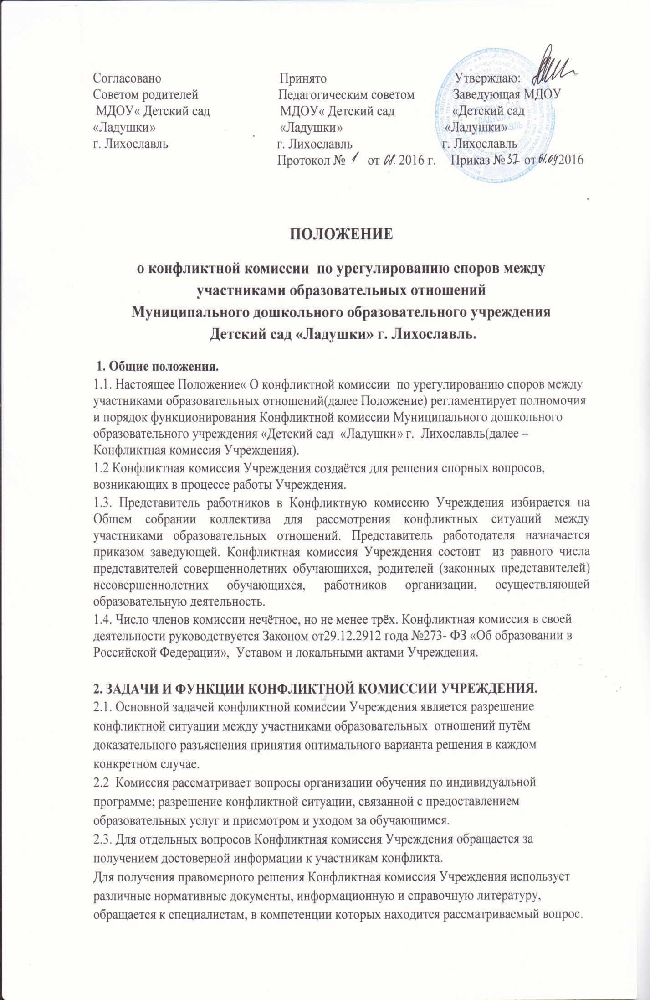 Согласовано Принято Утверждаю:
Советом родителей Педагогическим советом Заведующая МДОУ
МДОУ« Детский сад МДОУ« Детский сад «Детский сад
«Ладушки» «Ладушки» «Ладушки»
г. Лихославль г. Лихославль г. Лихославль
Протокол № 1 от 08. 2016 г. Приказ № 37 от 01.09 2016
ДЕТСКИЙ САД
"ЛАДУШКИ"
ПОЛОЖЕНИЕ
о конфликтной комиссии по урегулированию споров между
участниками образовательных отношений
Муниципального дошкольного образовательного учреждения
Детский сад «Ладушки» г. Лихославль.
1. Общие положения.
1.1. Настоящее Положение« О конфликтной комиссии по урегулированию споров между
участниками образовательных отношений(далее Положение) регламентирует полномочия
и порядок функционирования Конфликтной комиссии Муниципального дошкольного
образовательного учреждения «Детский сад «Ладушки» г. Лихославль(далее –
Конфликтная комиссия Учреждения).
1.2 Конфликтная комиссия Учреждения создаётся для решения спорных вопросов,
возникающих в процессе работы Учреждения.
1.3. Представитель работников в Конфликтную комиссию Учреждения избирается на
Общем собрании коллектива для рассмотрения конфликтных ситуаций между
участниками образовательных отношений. Представитель работодателя назначается
приказом заведующей. Конфликтная комиссия Учреждения состоит из равного числа
представителей совершеннолетних обучающихся, родителей (законных представителей)
несовершеннолетних обучающихся, работников организации, осуществляющей
образовательную деятельность.
1.4. Число членов комиссии нечётное, но не менее трёх. Конфликтная комиссия в своей
деятельности руководствуется Законом от29.12.2912 года №273- ФЗ «Об образовании в
Российской Федерации», Уставом и локальными актами Учреждения.
2. ЗАДАЧИ И ФУНКЦИИ КОНФЛИКТНОЙ КОМИССИИ УЧРЕЖДЕНИЯ.
2.1. Основной задачей конфликтной комиссии Учреждения является разрешение
конфликтной ситуации между участниками образовательных отношений путём
доказательного разъяснения принятия оптимального варианта решения в каждом
конкретном случае.
2.2 Комиссия рассматривает вопросы организации обучения по индивидуальной
программе; разрешение конфликтной ситуации, связанной с предоставлением
образовательных услуг и присмотром и уходом за обучающимся.
2.3. Для отдельных вопросов Конфликтная комиссия Учреждения обращается за
получением достоверной информации к участникам конфликта.
Для получения правомерного решения Конфликтная комиссия Учреждения использует
различные нормативные документы, информационную и справочную литературу,
обращается к специалистам, в компетенции которых находится рассматриваемый вопрос.